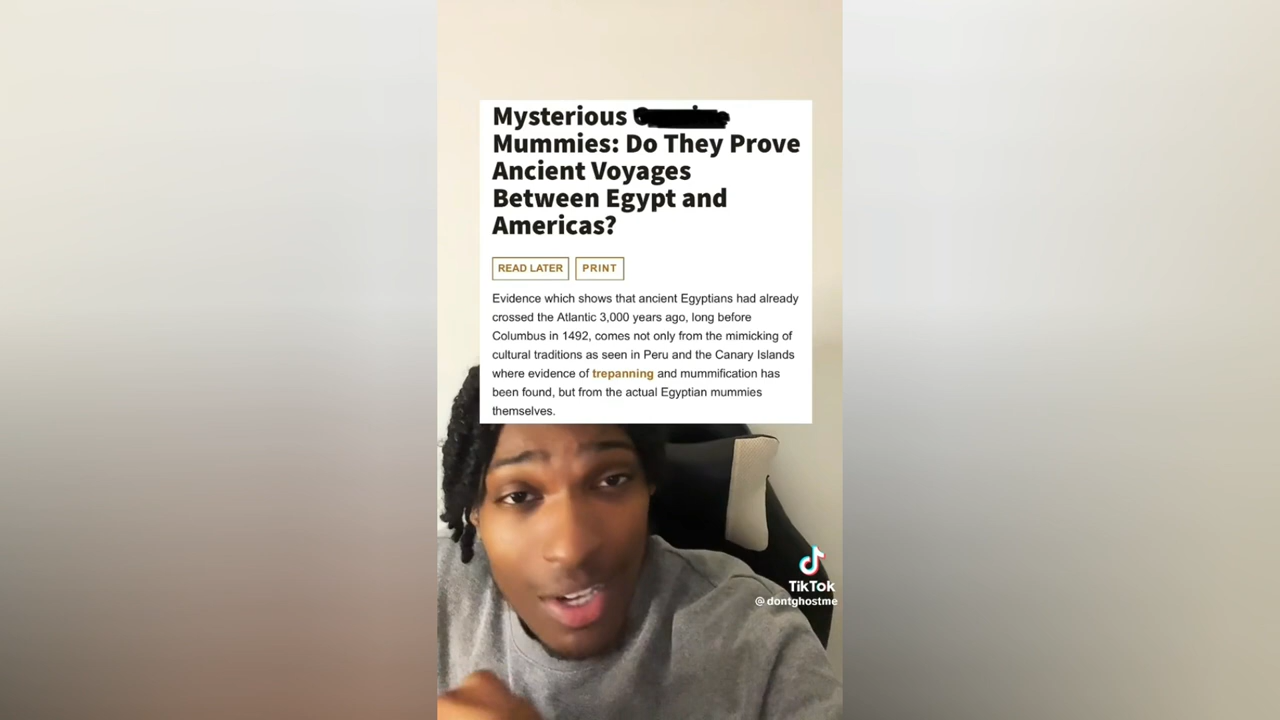 Mysterious
Mummies: Do They Prove
Ancient Voyages
Between Egypt and
Americas?
READ LATER PRINT
Evidence which shows that ancient Egyptians had already
crossed the Atlantic 3,000 years ago, long before
Columbus in 1492, comes not only from the mimicking of
cultural traditions as seen in Peru and the Canary Islands
where evidence of trepanning and mummification has
been found, but from the actual Egyptian mummies
themselves.
TikTok
@dontghostme